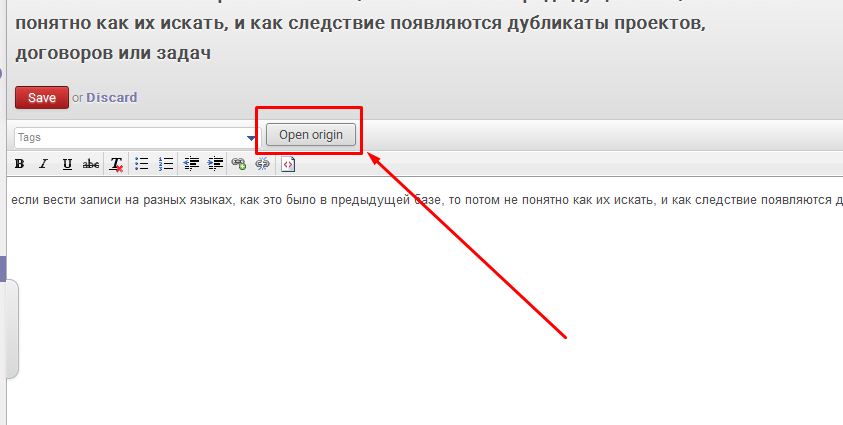 понятно как их искать, и как следствие появляются дубликаты проектов,
договоров или задач
Save or Discard
Tags Open origin
B I U abc T
если вести записи на разных языках, как это было в предыдущей базе, то потом не понятно как их искать, и как следствие появляются д